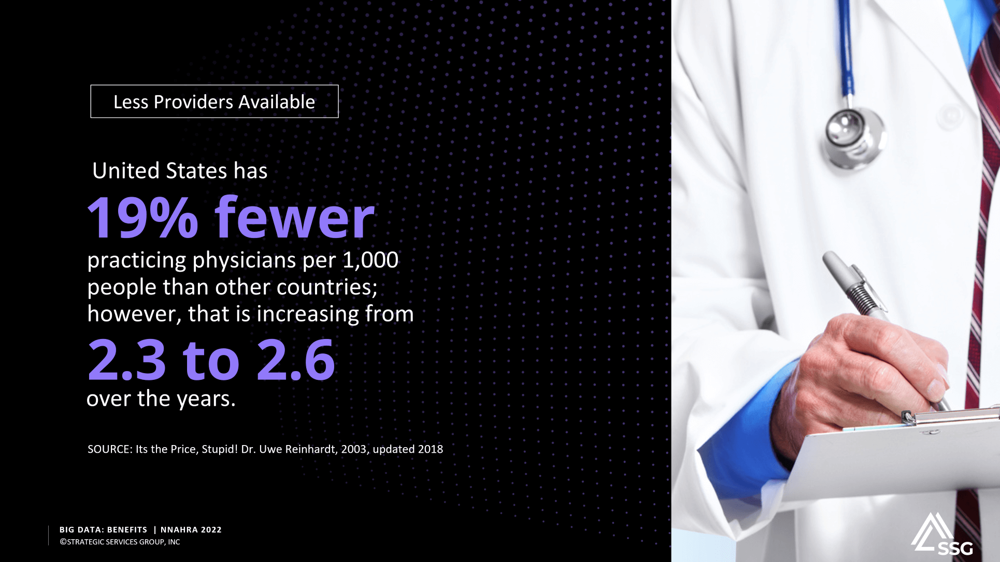 Less Providers Available
United States has
19% fewer
practicing physicians per 1,000
people than other countries;
however, that is increasing from
2.3 to 2.6
over the years.
SOURCE: Its the Price, Stupid! Dr. Uwe Reinhardt, 2003, updated 2018
BIG DATA: BENEFITS | NNAHRA 2022
©STRATEGIC SERVICES GROUP, INC
SSG